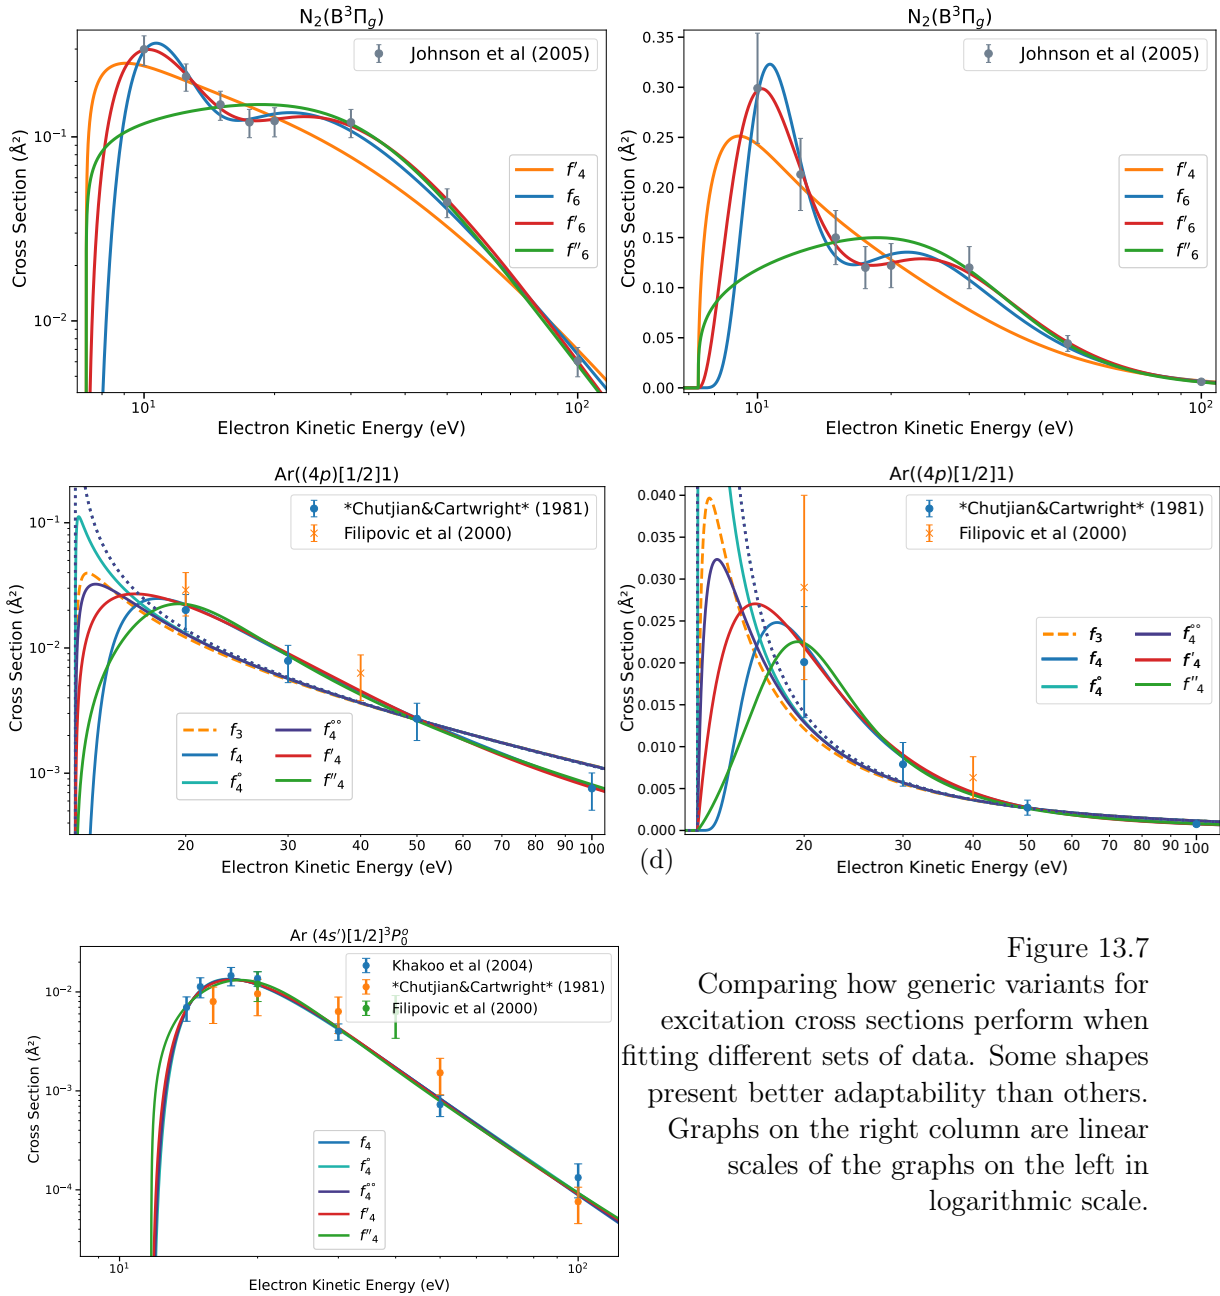 N₂(B³Π_g)
Johnson et al (2005)
f′₄
f₆
f′₆
f″₆
Cross Section (Å²)
10⁻¹
10⁻²
10¹
10²
Electron Kinetic Energy (eV)
N₂(B³Π_g)
Johnson et al (2005)
f′₄
f₆
f′₆
f″₆
Cross Section (Å²)
0.35
0.30
0.25
0.20
0.15
0.10
0.05
0.00
10¹
10²
Electron Kinetic Energy (eV)
Ar((4p)[1/2]1)
*Chutjian&Cartwright* (1981)
Filipovic et al (2000)
f₃
f₄
f₄°
f₄°°
f′₄
f″₄
Cross Section (Å²)
10⁻¹
10⁻²
10⁻³
20 30 40 50 60 70 80 90 100
Electron Kinetic Energy (eV)
Ar((4p)[1/2]1)
*Chutjian&Cartwright* (1981)
Filipovic et al (2000)
f₃
f₄
f₄°
f₄°°
f′₄
f″₄
Cross Section (Å²)
0.040
0.035
0.030
0.025
0.020
0.015
0.010
0.005
0.000
20 30 40 50 60 70 80 90 100
Electron Kinetic Energy (eV)
(d)
Ar (4s′)[1/2]³P₀ᵒ
Khakoo et al (2004)
*Chutjian&Cartwright* (1981)
Filipovic et al (2000)
f₄
f₄°
f₄°°
f′₄
f″₄
Cross Section (Å²)
10⁻²
10⁻³
10⁻⁴
10¹
10²
Electron Kinetic Energy (eV)
Figure 13.7
Comparing how generic variants for
excitation cross sections perform when
fitting different sets of data. Some shapes
present better adaptability than others.
Graphs on the right column are linear
scales of the graphs on the left in
logarithmic scale.